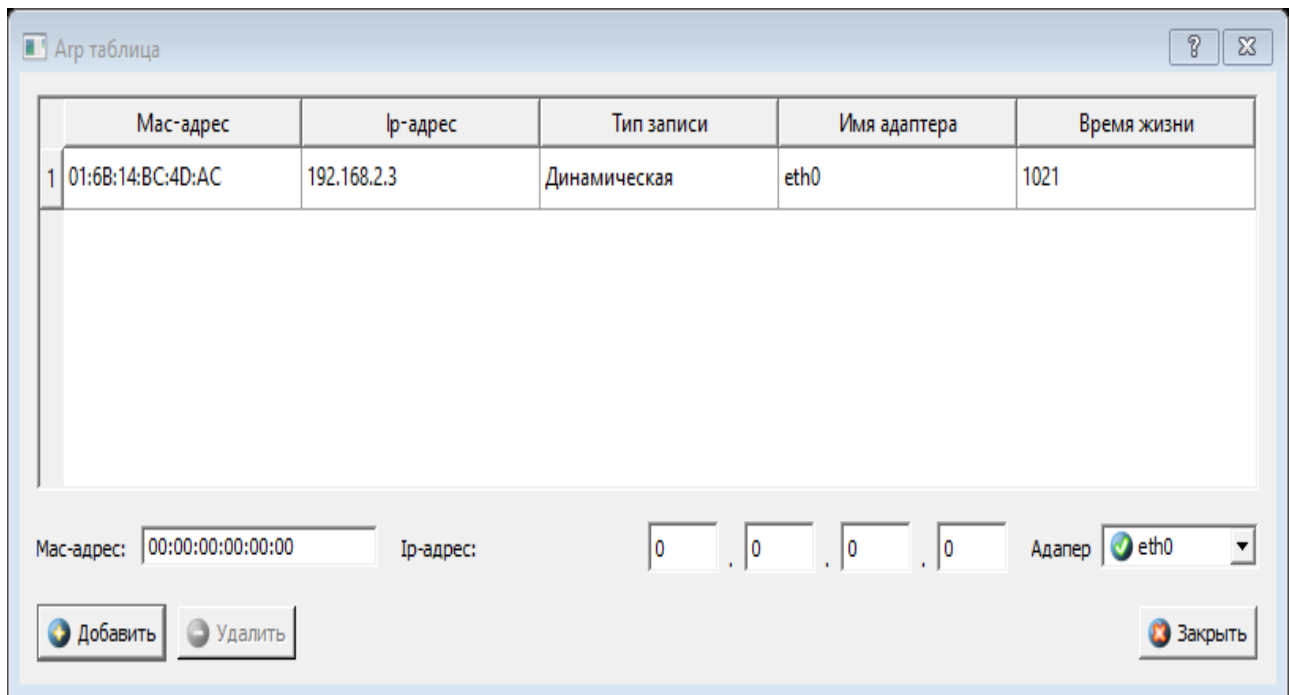 Arp таблица
Mac-адрес Ip-адрес Тип записи Имя адаптера Время жизни
1 01:6B:14:BC:4D:AC 192.168.2.3 Динамическая eth0 1021
Mac-адрес: 00:00:00:00:00:00 Ip-адрес: 0 . 0 . 0 . 0 Адапер eth0
Добавить Удалить Закрыть